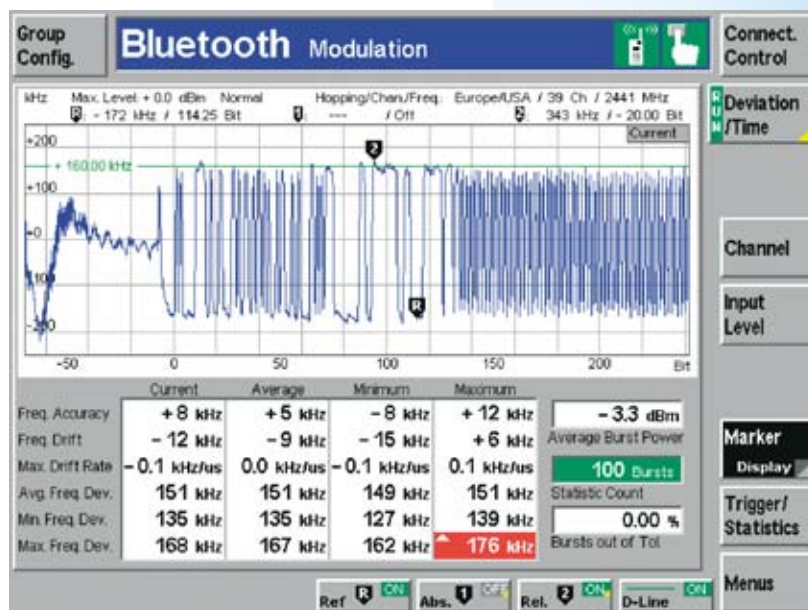 Group Config.
Bluetooth Modulation
Connect. Control
kHz Max. Level: + 0.0 dBm Normal Hopping/Chan./Freq.: Europe/USA / 39 Ch / 2441 MHz
R: - 172 kHz / 114.25 Bit 1: --- / Off 2: 343 kHz / - 20.00 Bit
Current
RUN
Deviation /Time
+200
+ 160.00 kHz
+100
+0
-100
-200
2
R
-50 0 50 100 150 200 Bit
Channel
Input Level
Current Average Minimum Maximum
Freq. Accuracy + 8 kHz + 5 kHz - 8 kHz + 12 kHz - 3.3 dBm
Freq. Drift - 12 kHz - 9 kHz - 15 kHz + 6 kHz Average Burst Power
Max. Drift Rate - 0.1 kHz/us 0.0 kHz/us - 0.1 kHz/us 0.1 kHz/us 100 Bursts
Avg. Freq. Dev. 151 kHz 151 kHz 149 kHz 151 kHz Statistic Count
Min. Freq. Dev. 135 kHz 135 kHz 127 kHz 139 kHz 0.00 %
Max. Freq. Dev. 168 kHz 167 kHz 162 kHz 176 kHz Bursts out of Tol
Marker
Display
Trigger/ Statistics
Menus
Ref R ON Abs. 1 OFF Rel. 2 ON D-Line ON